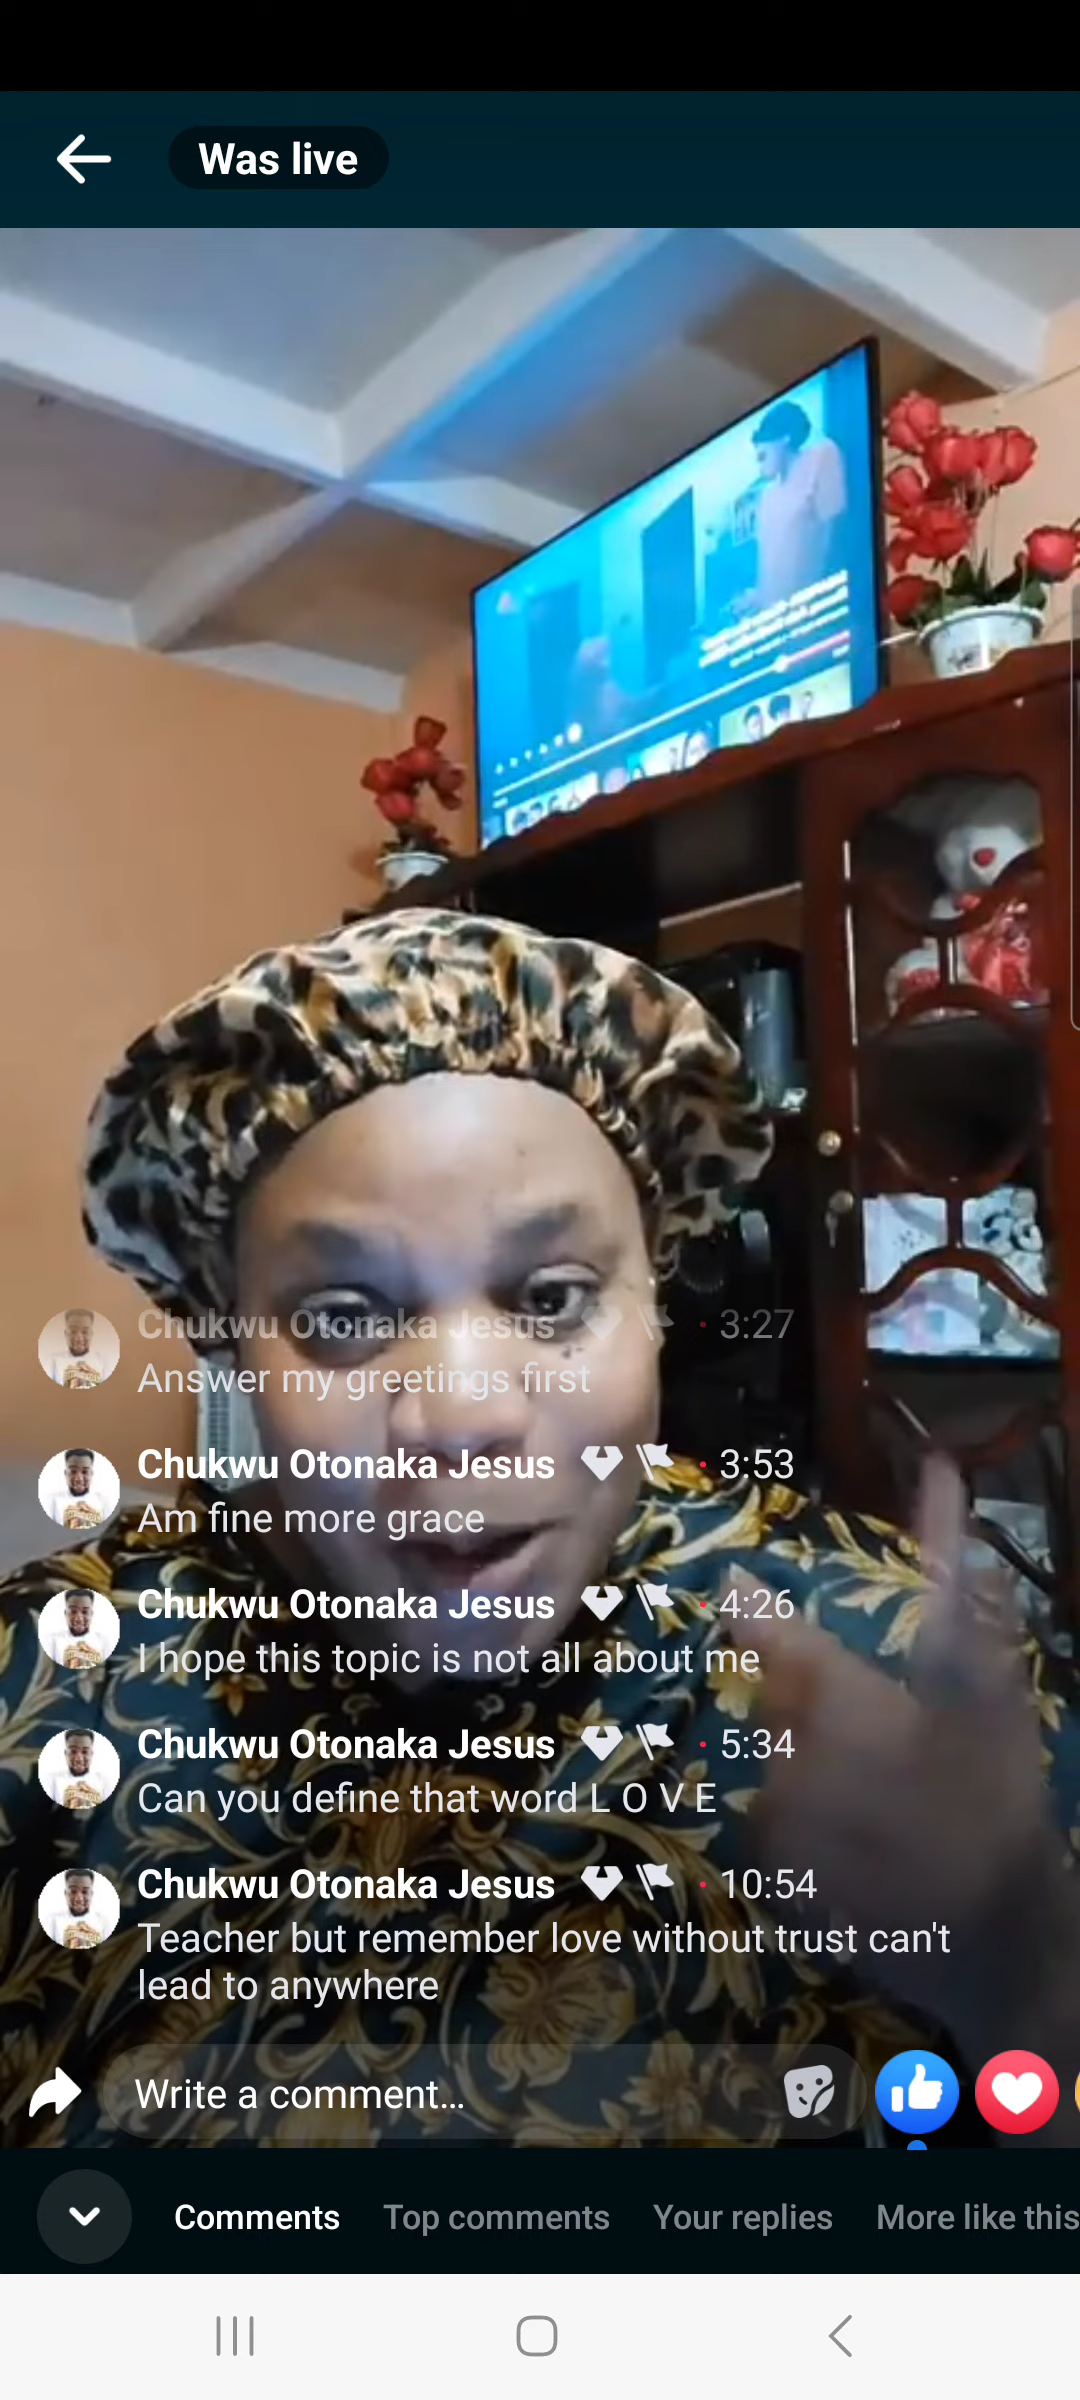 Was live
Chukwu Otonaka Jesus · 3:27
Answer my greetings first
Chukwu Otonaka Jesus · 3:53
Am fine more grace
Chukwu Otonaka Jesus · 4:26
I hope this topic is not all about me
Chukwu Otonaka Jesus · 5:34
Can you define that word L O V E
Chukwu Otonaka Jesus · 10:54
Teacher but remember love without trust can't
lead to anywhere
Write a comment...
Comments Top comments Your replies More like this